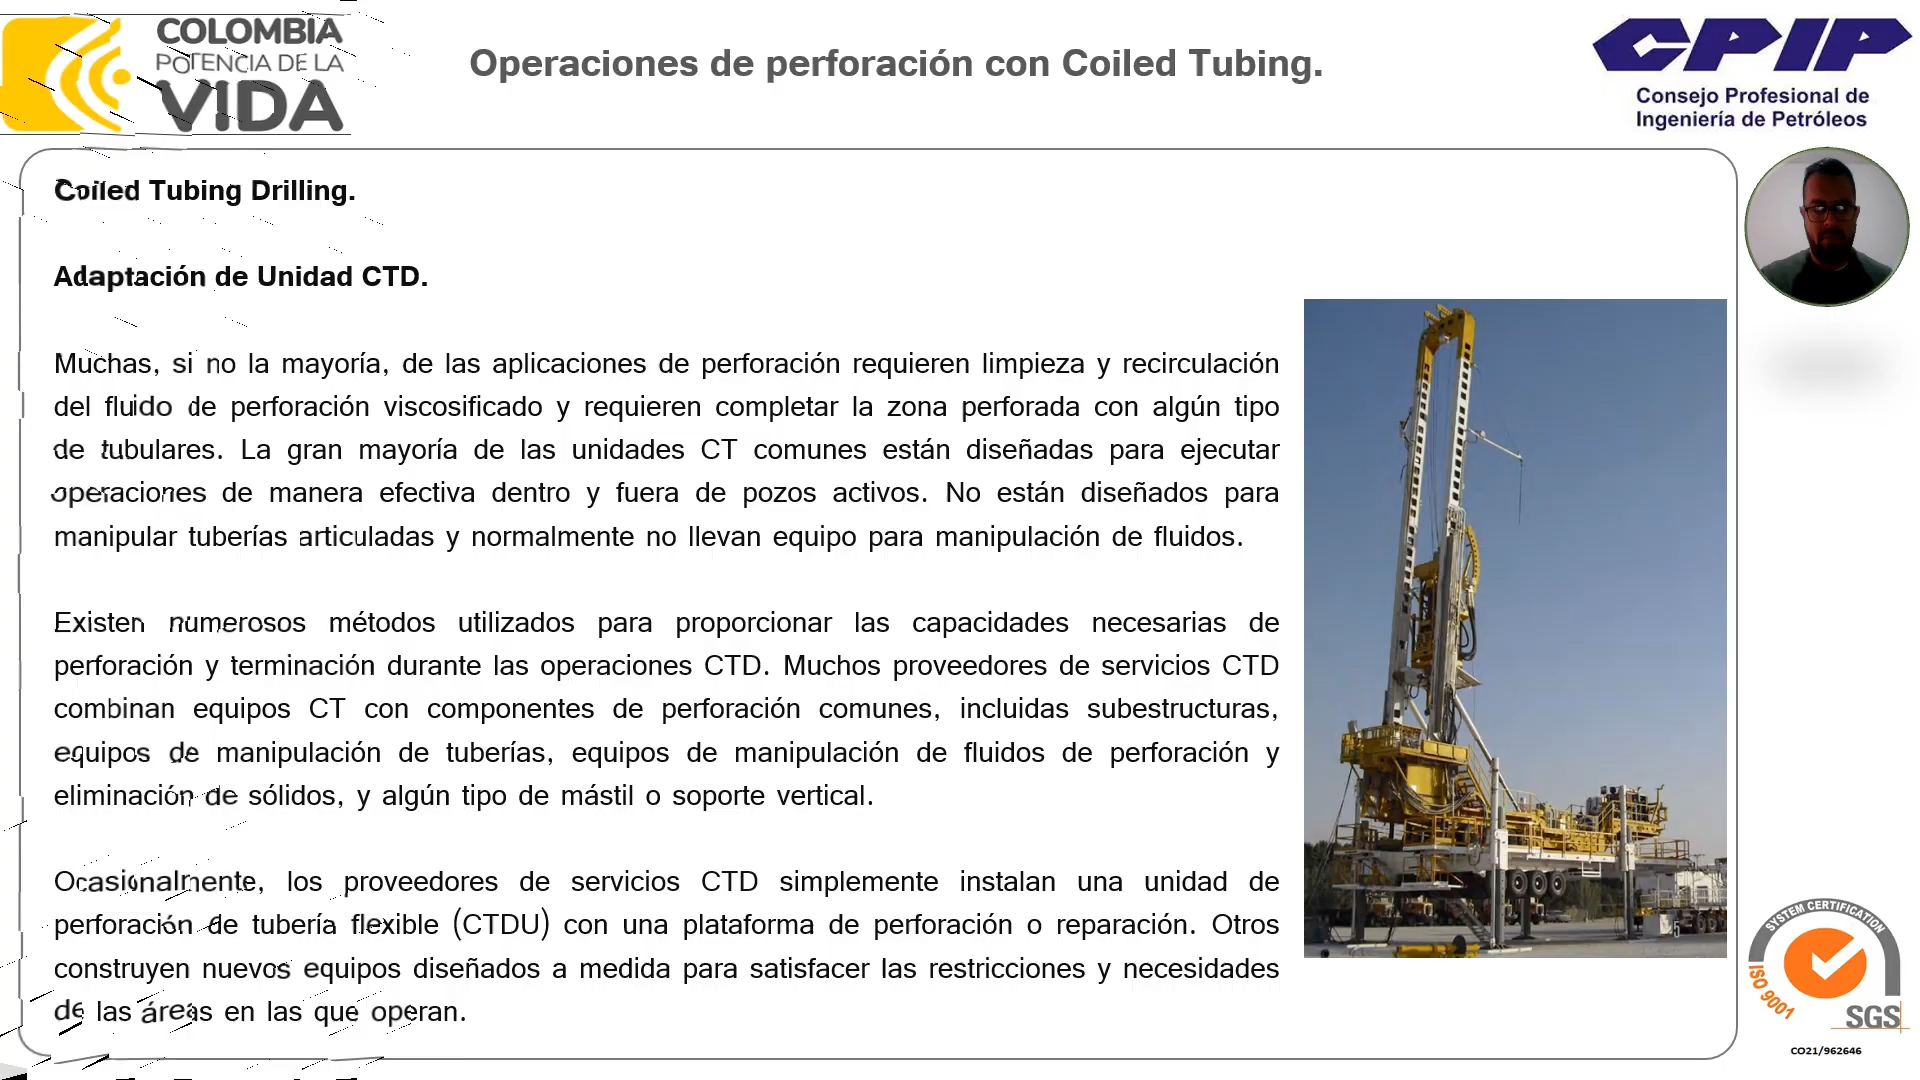 COLOMBIA
POTENCIA DE LA
VIDA
Operaciones de perforación con Coiled Tubing.
CPIP
Consejo Profesional de
Ingeniería de Petróleos
Coiled Tubing Drilling.
Adaptación de Unidad CTD.
Muchas, si no la mayoría, de las aplicaciones de perforación requieren limpieza y recirculación
del fluido de perforación viscosificado y requieren completar la zona perforada con algún tipo
de tubulares. La gran mayoría de las unidades CT comunes están diseñadas para ejecutar
operaciones de manera efectiva dentro y fuera de pozos activos. No están diseñados para
manipular tuberías articuladas y normalmente no llevan equipo para manipulación de fluidos.
Existen numerosos métodos utilizados para proporcionar las capacidades necesarias de
perforación y terminación durante las operaciones CTD. Muchos proveedores de servicios CTD
combinan equipos CT con componentes de perforación comunes, incluidas subestructuras,
equipos de manipulación de tuberías, equipos de manipulación de fluidos de perforación y
eliminación de sólidos, y algún tipo de mástil o soporte vertical.
Ocasionalmente, los proveedores de servicios CTD simplemente instalan una unidad de
perforación de tubería flexible (CTDU) con una plataforma de perforación o reparación. Otros
construyen nuevos equipos diseñados a medida para satisfacer las restricciones y necesidades
de las áreas en las que operan.
5
SYSTEM CERTIFICATION
ISO 9001
SGS
CO21/962646